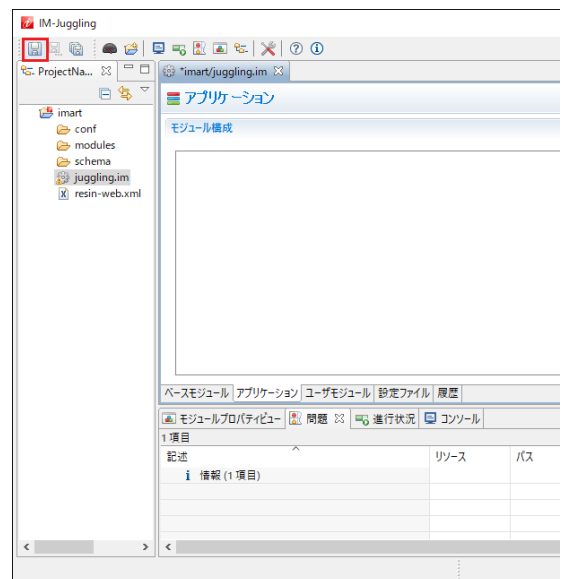 IM-Juggling
ProjectNa...
*imart/juggling.im
imart
conf
modules
schema
juggling.im
resin-web.xml
アプリケーション
モジュール構成
ベースモジュール アプリケーション ユーザモジュール 設定ファイル 履歴
モジュールプロパティビュー 問題 進行状況 コンソール
1 項目
記述 リソース パス
情報 (1 項目)